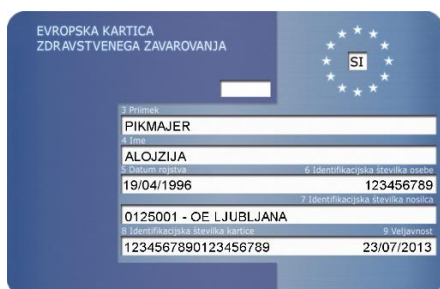 EVROPSKA KARTICA
ZDRAVSTVENEGA ZAVAROVANJA
SI
3 Priimek
PIKMAJER
4 Ime
ALOJZIJA
5 Datum rojstva 6 Identifikacijska številka osebe
19/04/1996 123456789
7 Identifikacijska številka nosilca
0125001 - OE LJUBLJANA
8 Identifikacijska številka kartice 9 Veljavnost
1234567890123456789 23/07/2013